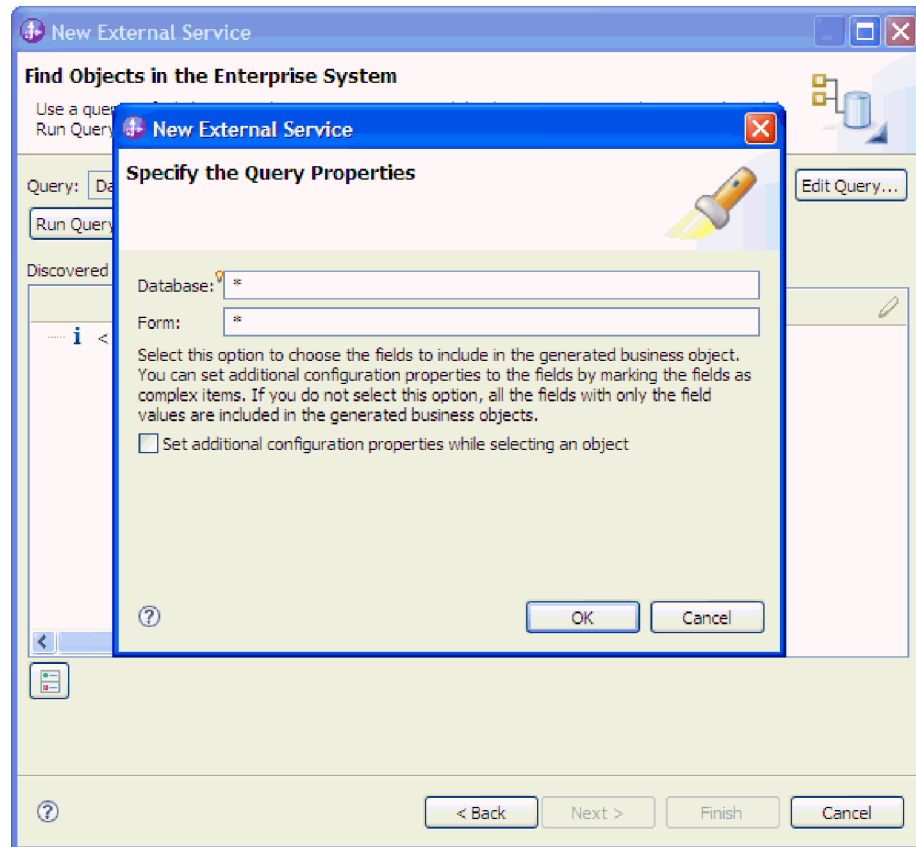 New External Service
Find Objects in the Enterprise System
Use a
Run Query
New External Service
Specify the Query Properties
Query:
Edit Query...
Run Query
Discovered
Database: *
Form: *
i <
Select this option to choose the fields to include in the generated business object.
You can set additional configuration properties to the fields by marking the fields as
complex items. If you do not select this option, all the fields with only the field
values are included in the generated business objects.
Set additional configuration properties while selecting an object
?
OK
Cancel
?
< Back
Next >
Finish
Cancel